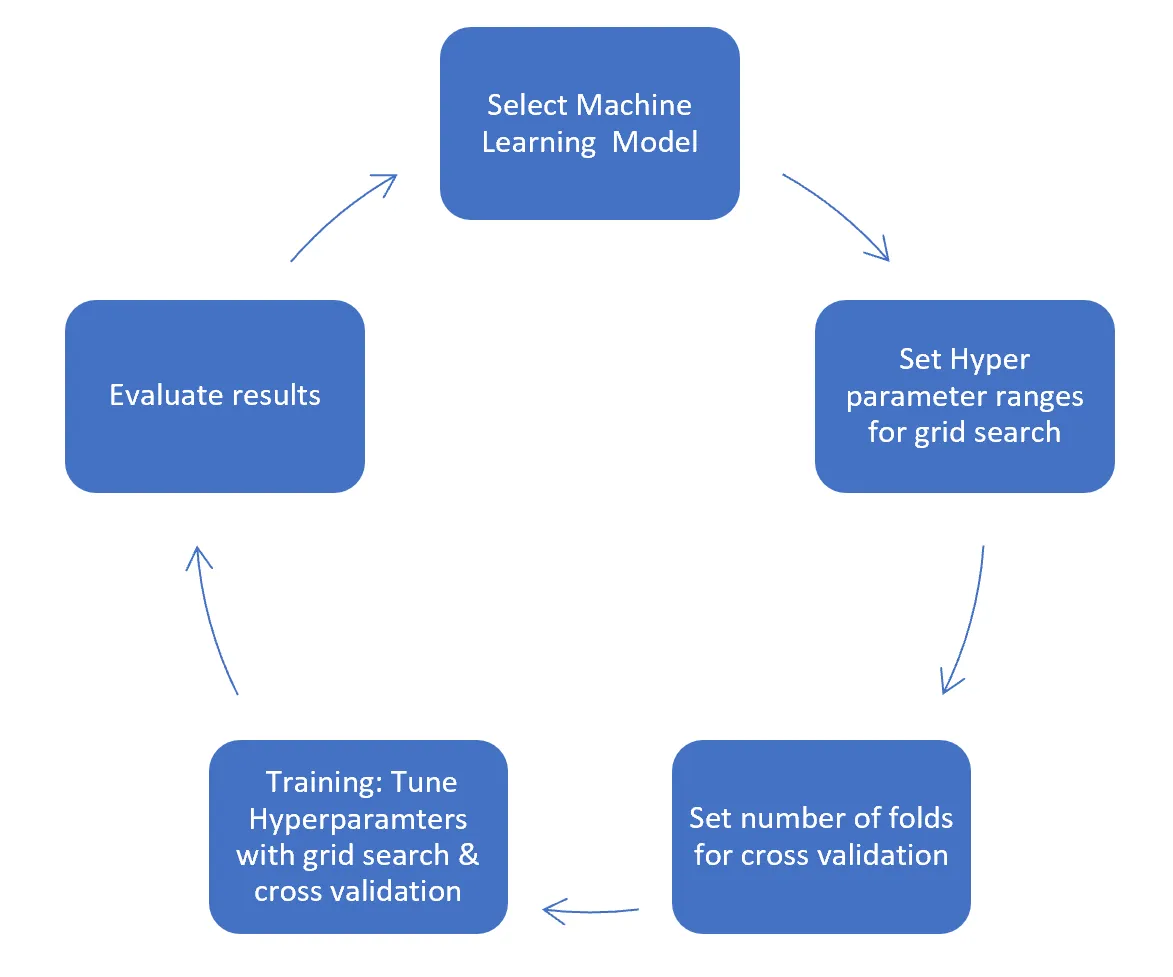 Select Machine
Learning  Model
Set Hyper
parameter ranges
for grid search
Set number of folds
for cross validation
Training: Tune
Hyperparamters
with grid search &
cross validation
Evaluate results